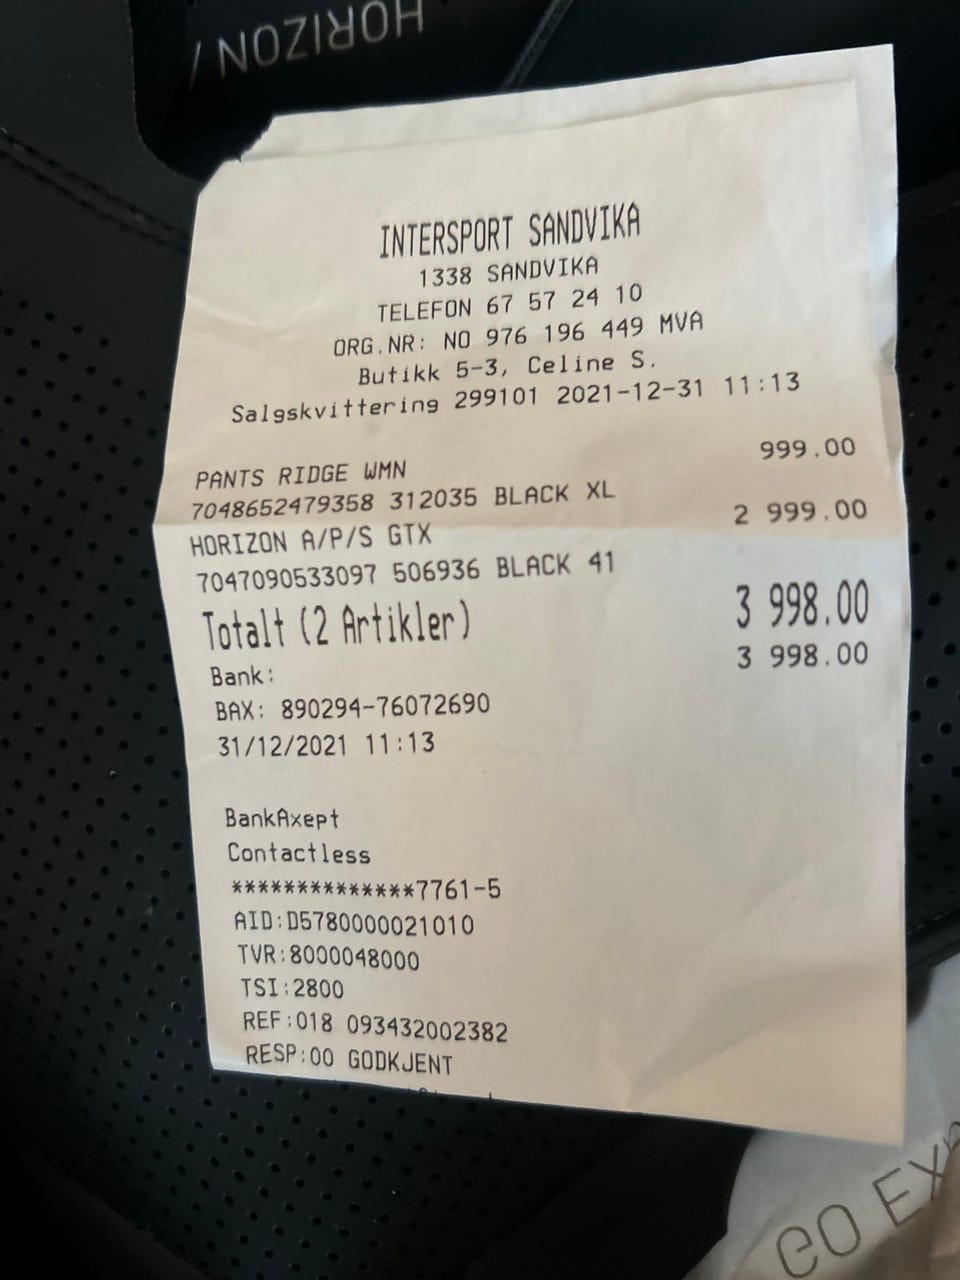 HORIZON /
INTERSPORT SANDVIKA
1338 SANDVIKA
TELEFON 67 57 24 10
ORG.NR: NO 976 196 449 MVA
Butikk 5-3, Celine S.
Salgskvittering 299101 2021-12-31 11:13
PANTS RIDGE WMN 999.00
7048652479358 312035 BLACK XL
HORIZON A/P/S GTX 2 999.00
7047090533097 506936 BLACK 41
Totalt (2 Artikler) 3 998.00
Bank: 3 998.00
BAX: 890294-76072690
31/12/2021 11:13
BankAxept
Contactless
**************7761-5
AID:D5780000021010
TVR:8000048000
TSI:2800
REF:018 093432002382
RESP:00 GODKJENT